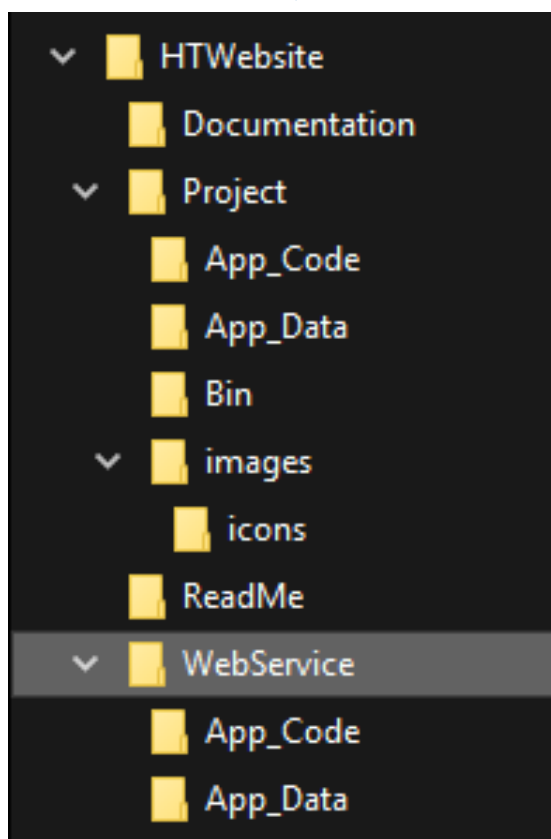 HTWebsite
Documentation
Project
App_Code
App_Data
Bin
images
icons
ReadMe
WebService
App_Code
App_Data